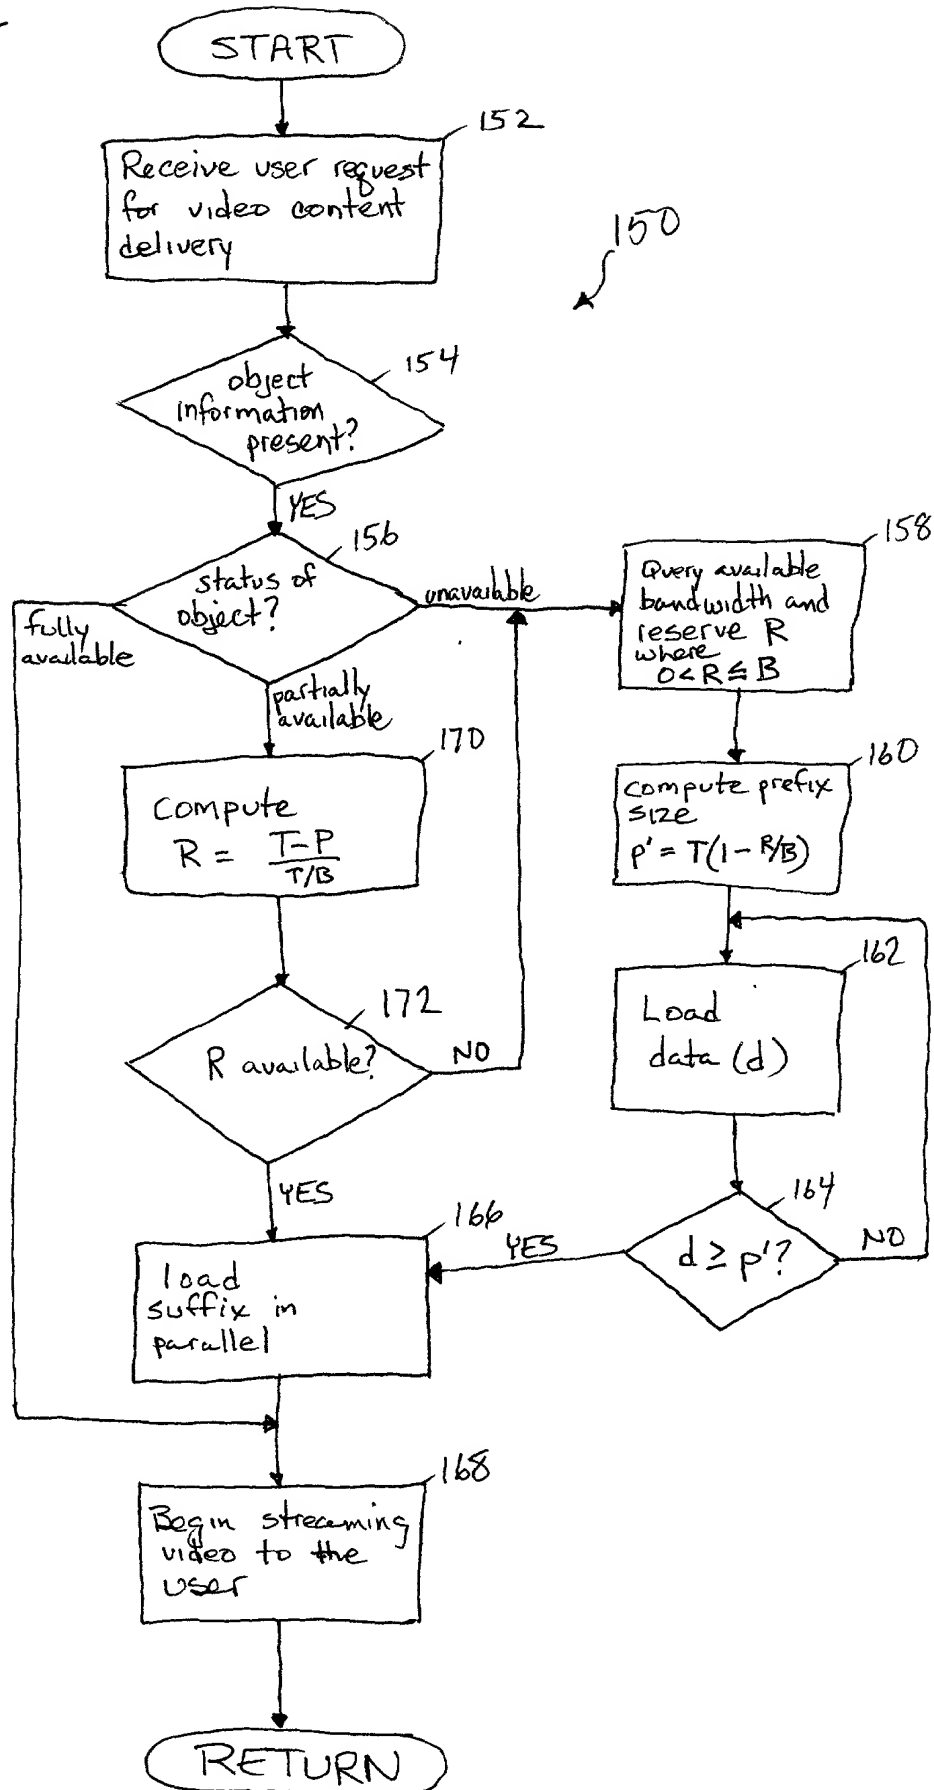 START
152
Receive user request
for video content
delivery
150
154
object
information
present?
YES
156
status of
object?
unavailable
fully
available
partially
available
158
Query available
bandwidth and
reserve R
where
0<R≤B
170
Compute
R = T-P
T/B
160
compute prefix
size
p' = T(1 - R/B)
162
Load
data (d)
172
R available?
NO
YES
164
d ≥ p'?
NO
YES
166
load
suffix in
parallel
168
Begin streaming
video to the
user
RETURN